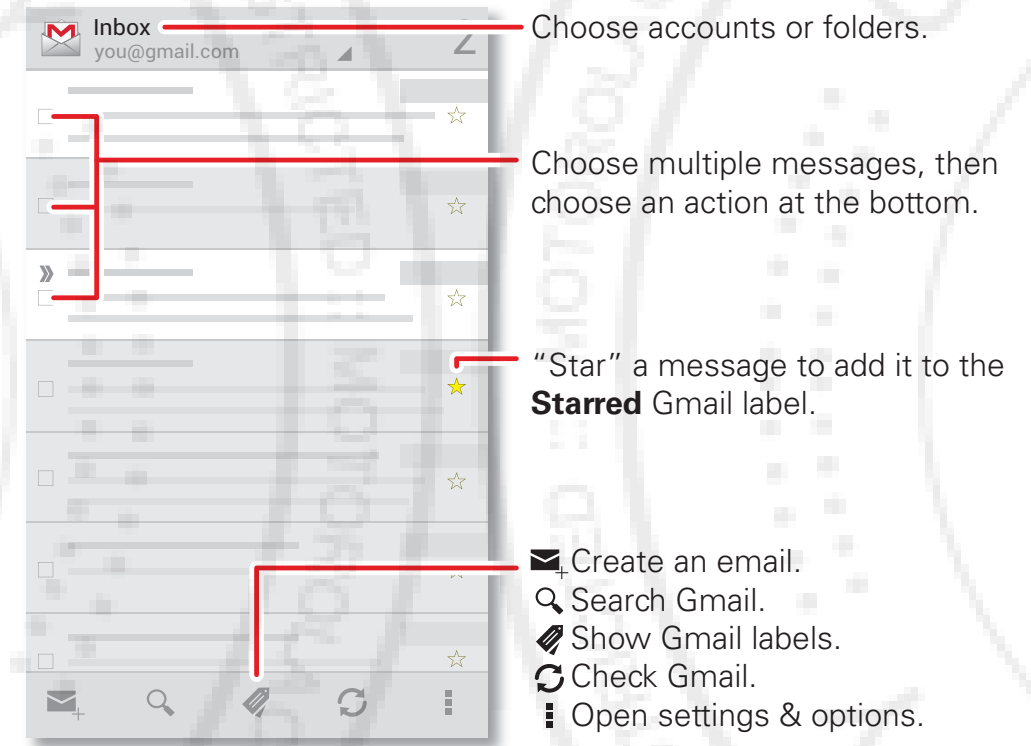 Inbox
you@gmail.com
2
Choose accounts or folders.
Choose multiple messages, then
choose an action at the bottom.
“Star” a message to add it to the
Starred Gmail label.
Create an email.
Search Gmail.
Show Gmail labels.
Check Gmail.
Open settings & options.
MOTOROLA